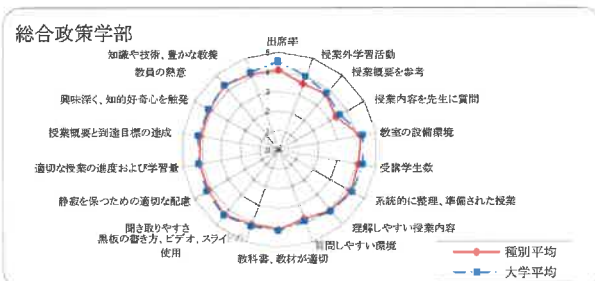 総合政策学部
出席率
知識や技術、豊かな教養
授業外学習活動
教員の熱意
授業概要を参考
興味深く、知的好奇心を触発
授業内容を先生に質問
授業概要と到達目標の達成
教室の設備環境
適切な授業の進度および学習量
受講学生数
静寂を保つための適切な配慮
系統的に整理、準備された授業
聞き取りやすさ
理解しやすい授業内容
黒板の書き方、ビデオ、スライ
使用
質問しやすい環境
教科書、教材が適切
5
4
3
2
1
0
種別平均
大学平均